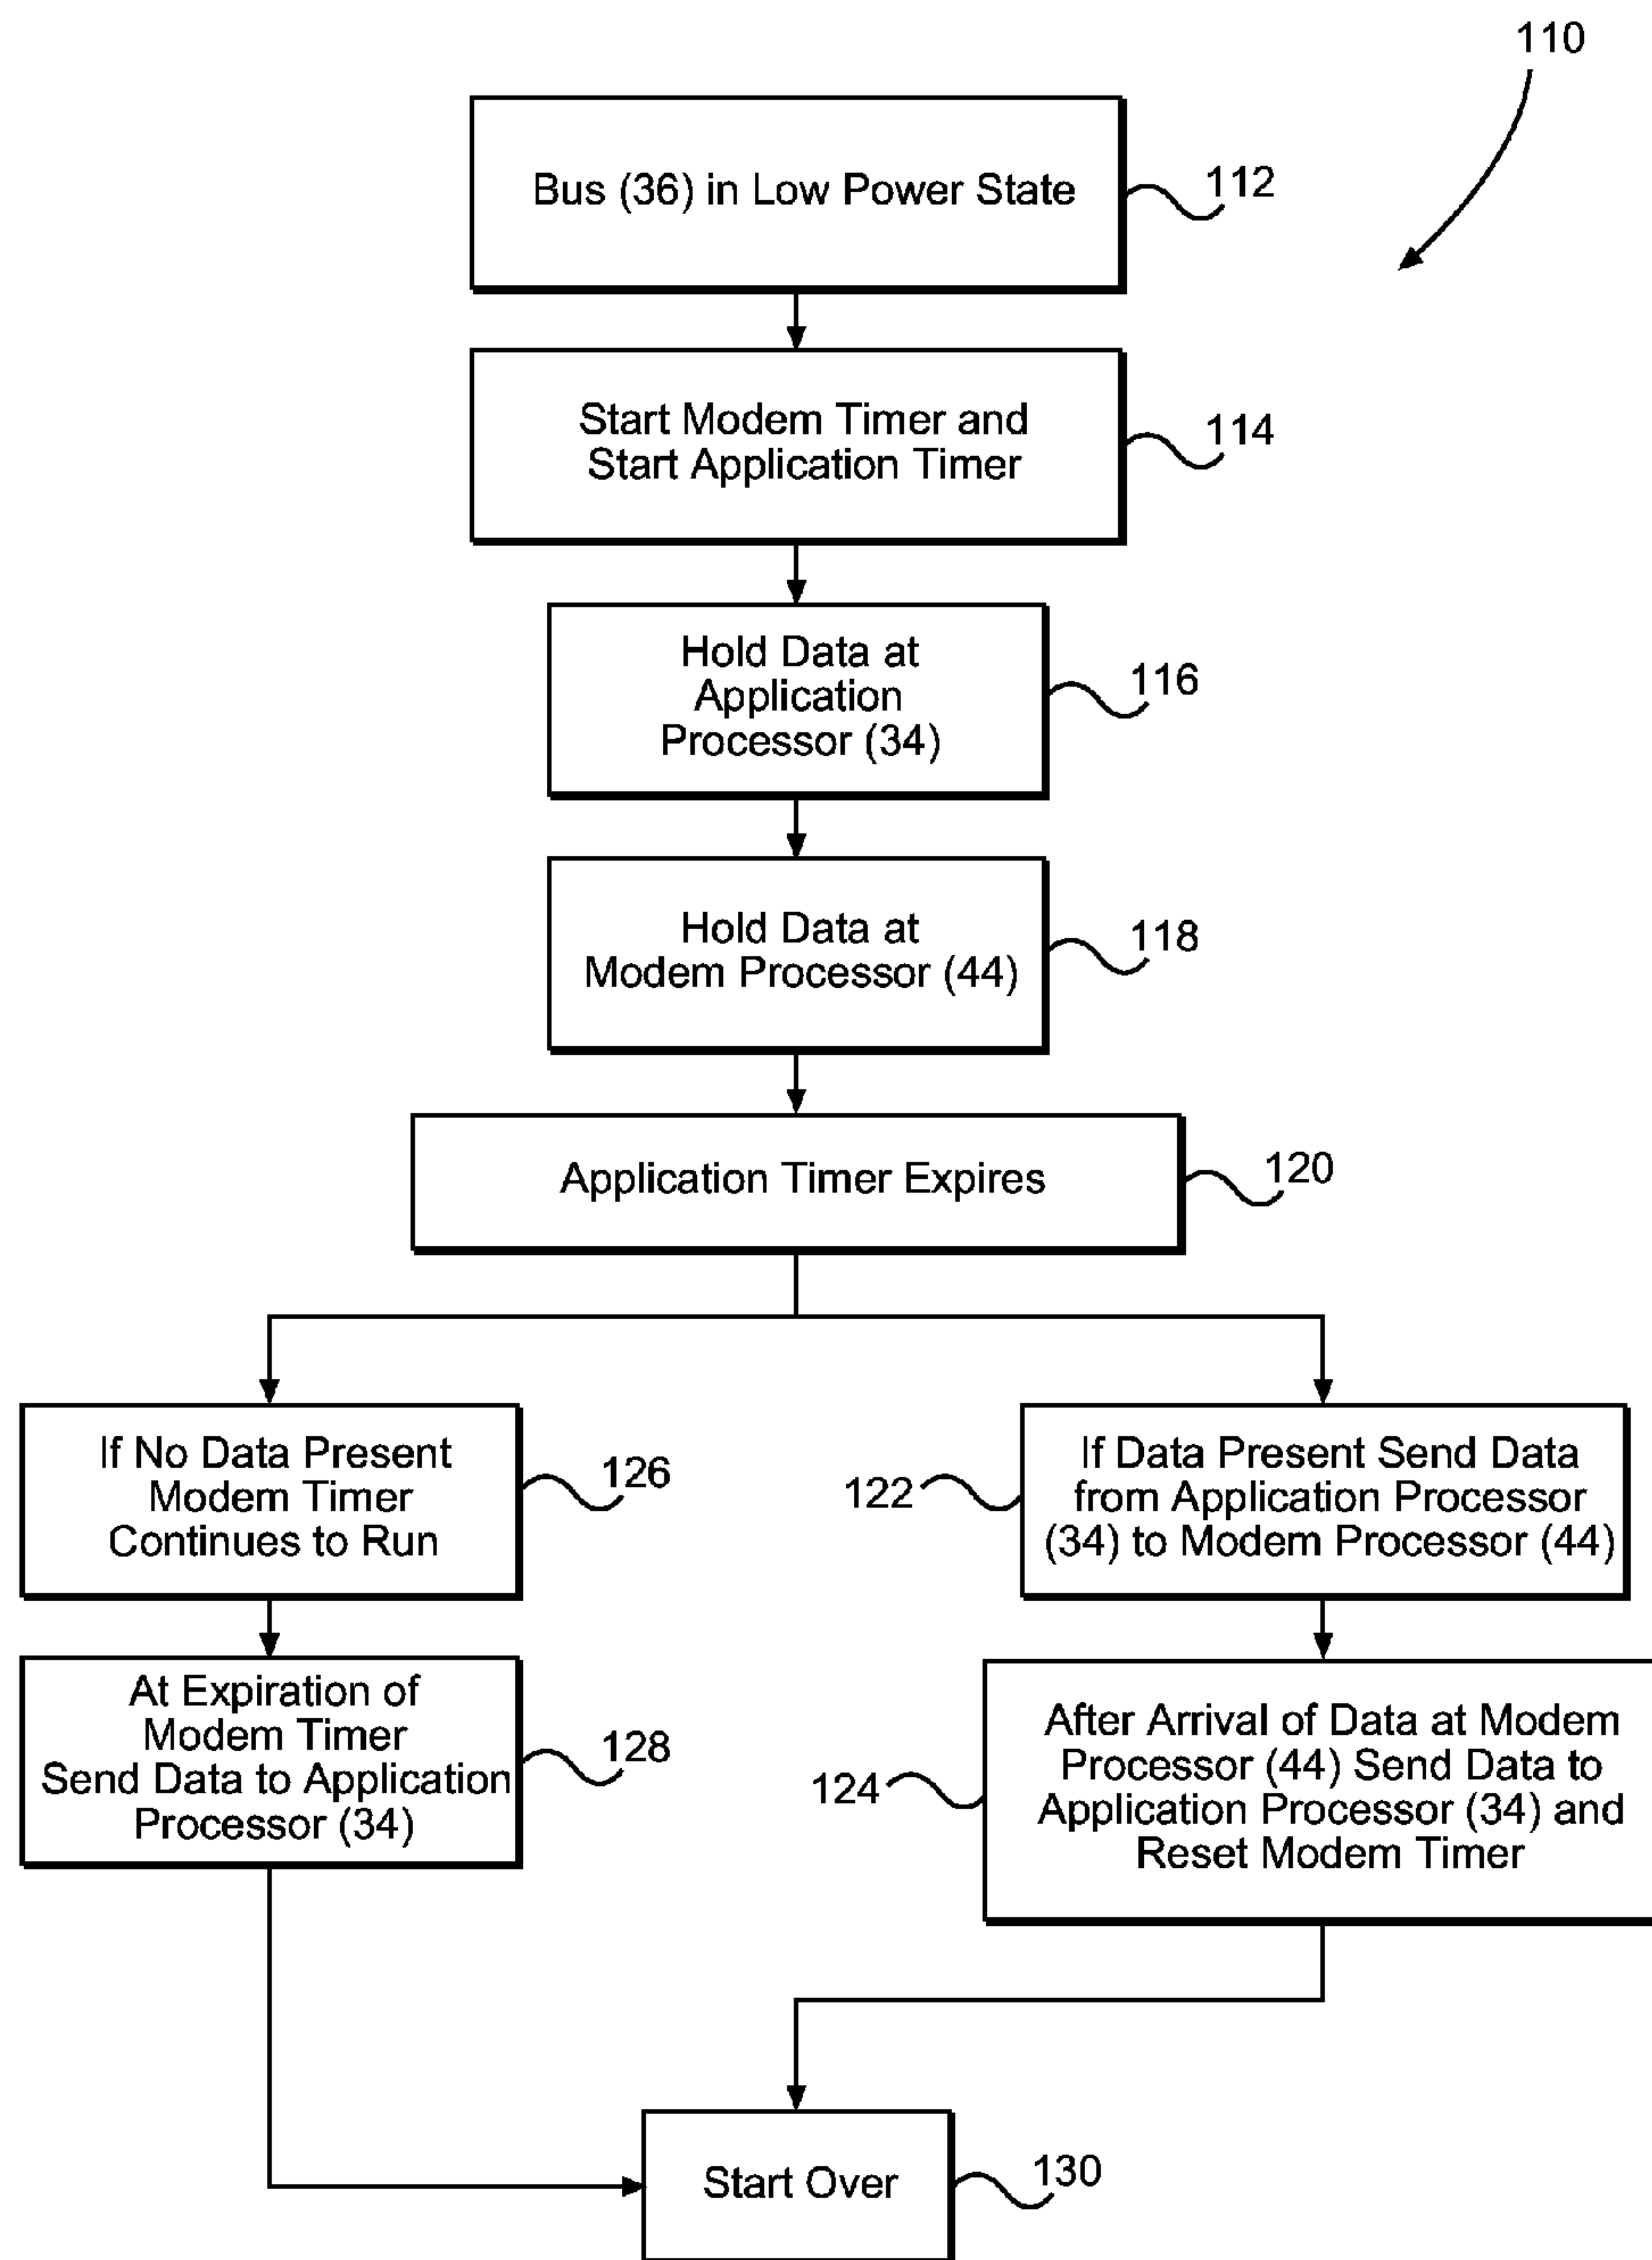 110
Bus (36) in Low Power State
112
Start Modem Timer and
Start Application Timer
114
Hold Data at
Application
Processor (34)
116
Hold Data at
Modem Processor (44)
118
Application Timer Expires
120
If No Data Present
Modem Timer
Continues to Run
126
122
If Data Present Send Data
from Application Processor
(34) to Modem Processor (44)
At Expiration of
Modem Timer
Send Data to Application
Processor (34)
128
124
After Arrival of Data at Modem
Processor (44) Send Data to
Application Processor (34) and
Reset Modem Timer
Start Over
130